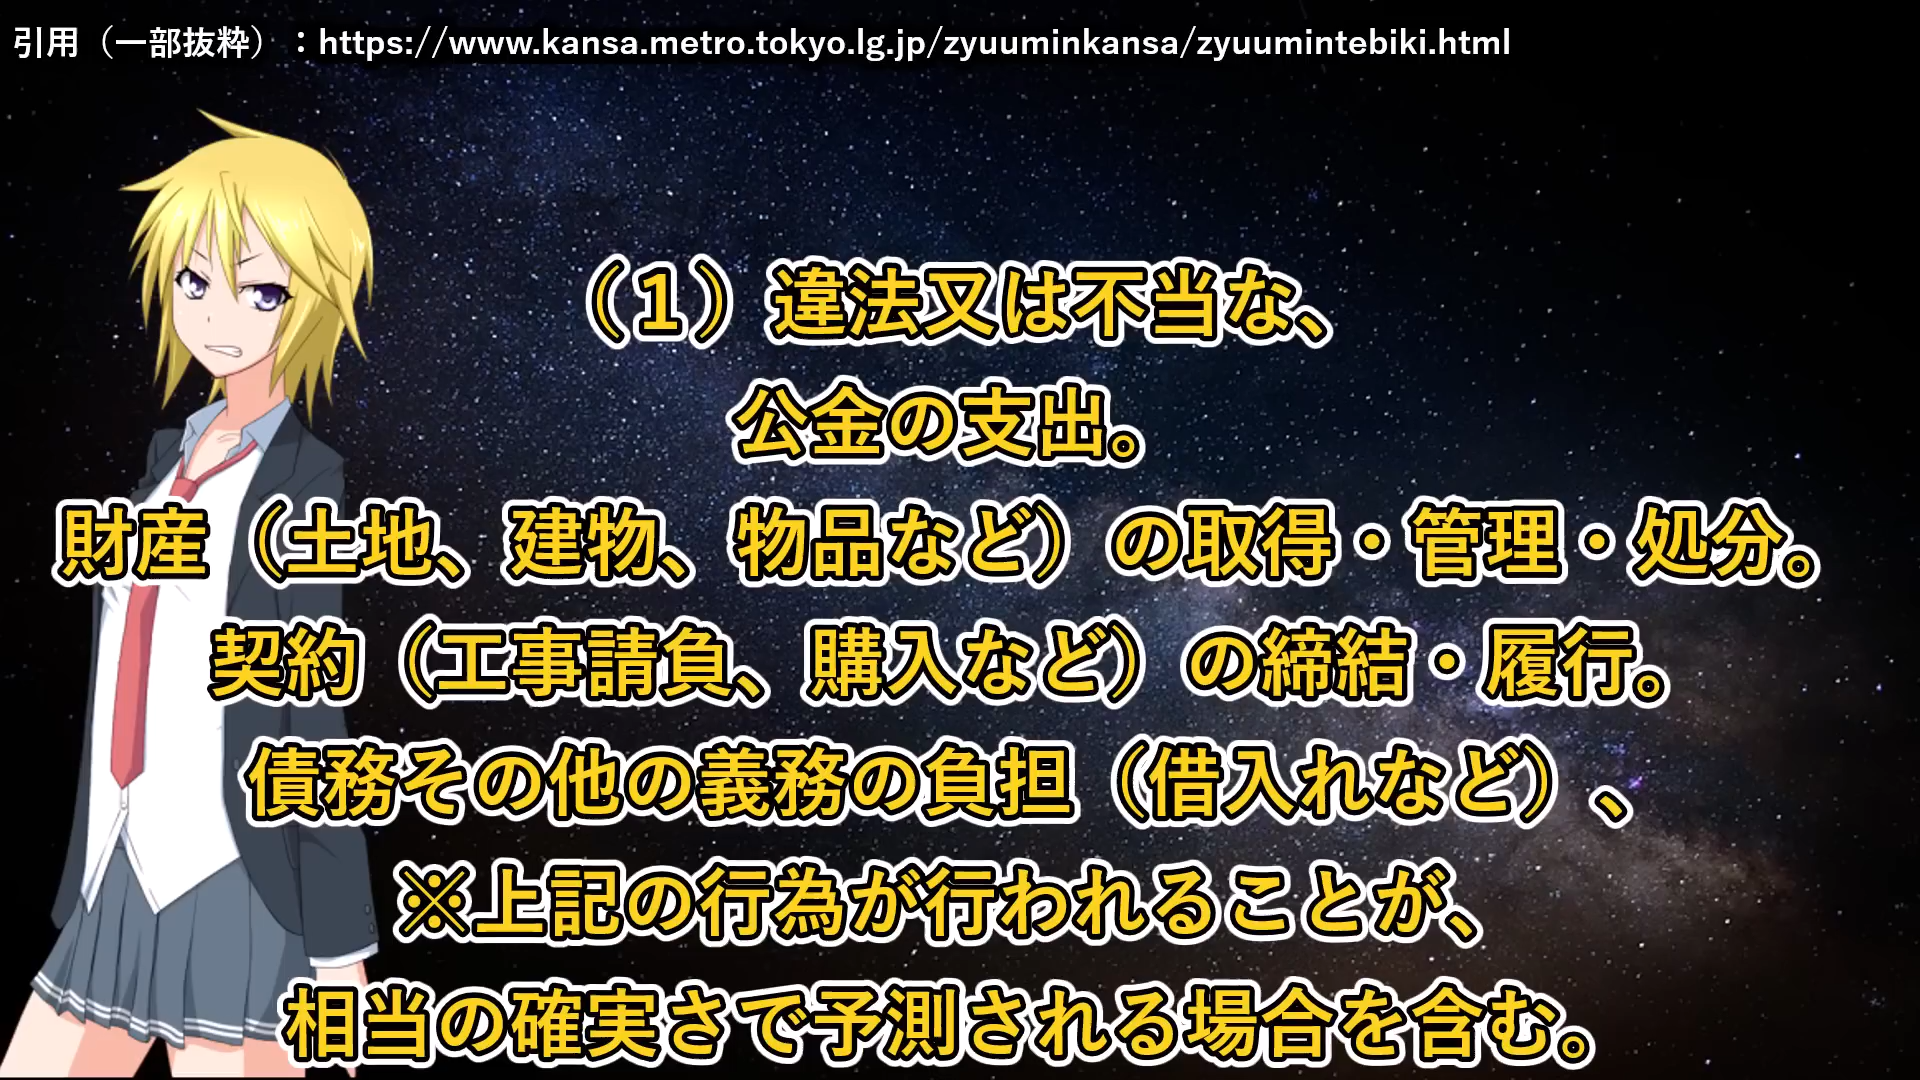 引用（一部抜粋）：https://www.kansa.metro.tokyo.lg.jp/zyuuminkansa/zyuumintebiki.html
（１）違法又は不当な、
公金の支出。
財産（土地、建物、物品など）の取得・管理・処分。
契約（工事請負、購入など）の締結・履行。
債務その他の義務の負担（借入れなど）、
※上記の行為が行われることが、
相当の確実さで予測される場合を含む。